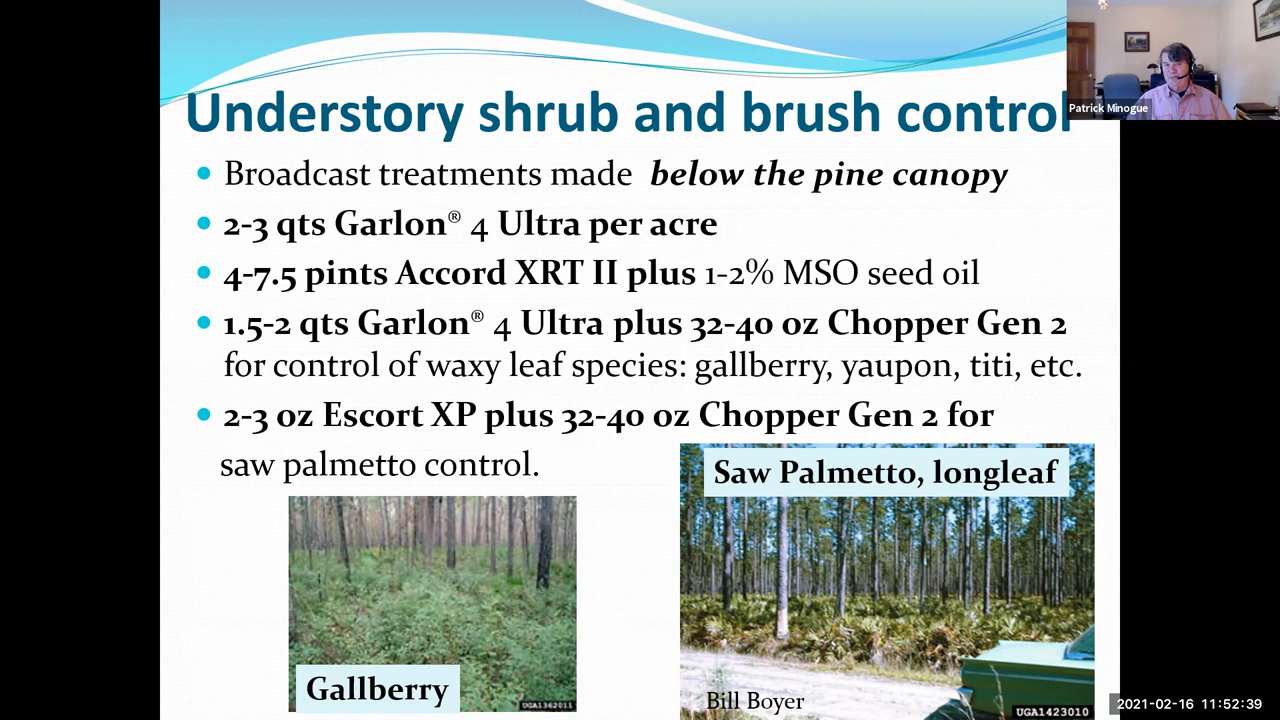 Patrick Minogue
Understory shrub and brush control
Broadcast treatments made below the pine canopy
2-3 qts Garlon® 4 Ultra per acre
4-7.5 pints Accord XRT II plus 1-2% MSO seed oil
1.5-2 qts Garlon® 4 Ultra plus 32-40 oz Chopper Gen 2
for control of waxy leaf species: gallberry, yaupon, titi, etc.
2-3 oz Escort XP plus 32-40 oz Chopper Gen 2 for
saw palmetto control.
Saw Palmetto, longleaf
Gallberry
UGA1362011
Bill Boyer
UGA1423010
2021-02-16 11:52:39